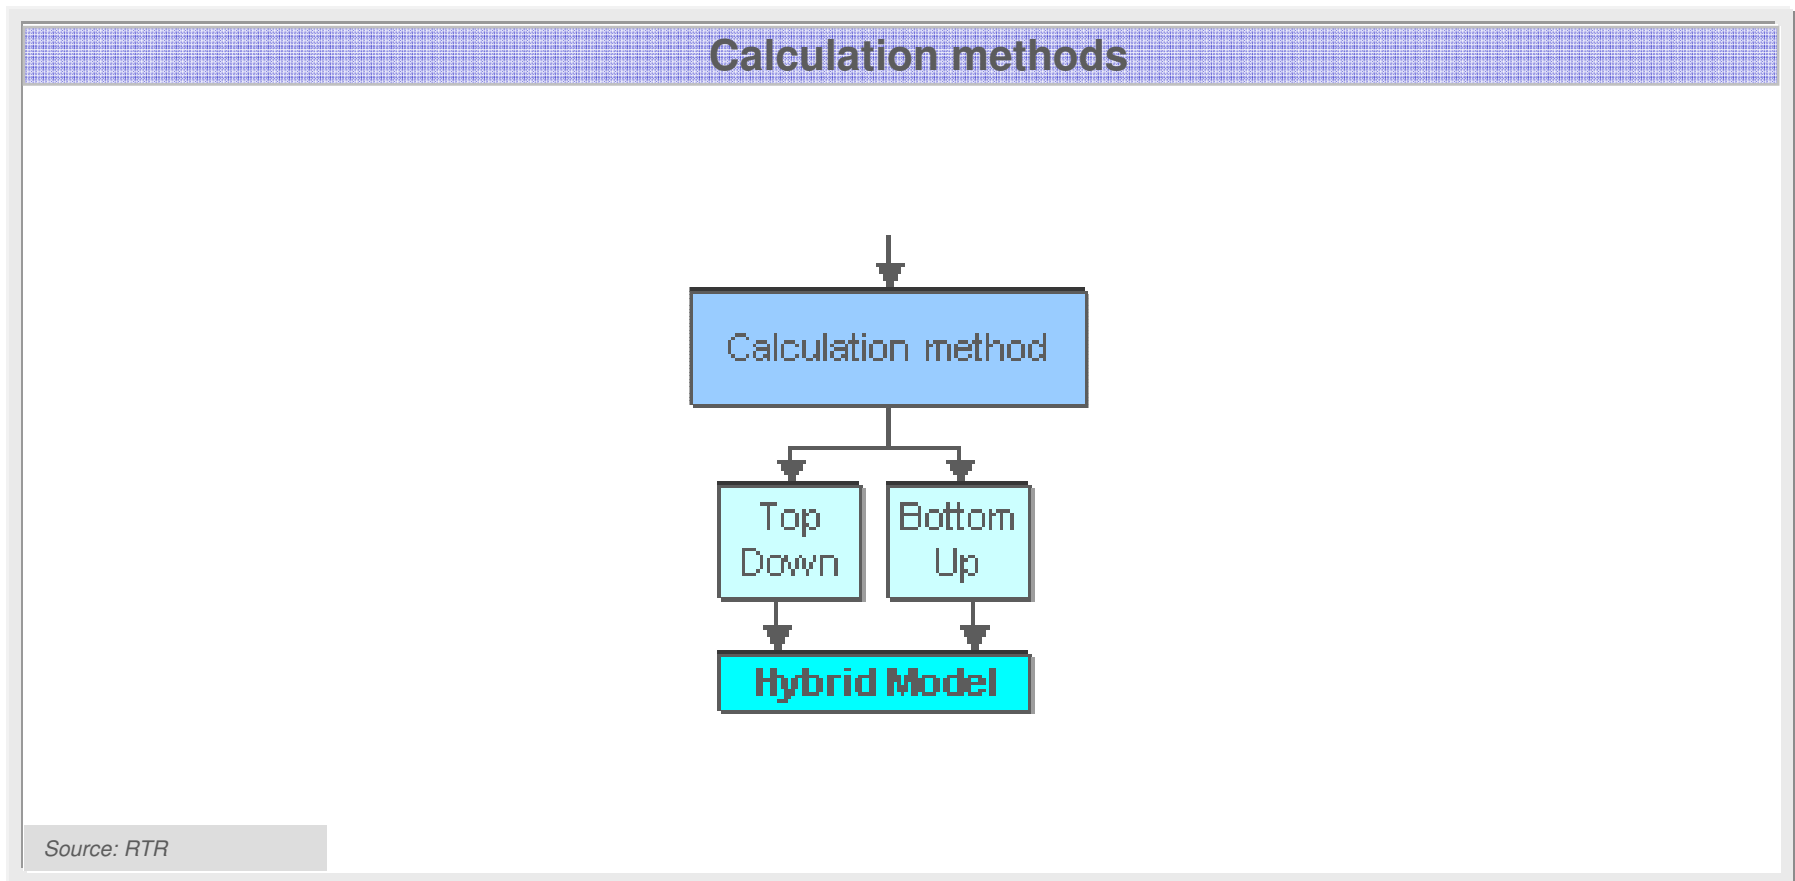 Calculation methods
Calculation method
Top
Down
Bottom
Up
Hybrid Model
Source: RTR